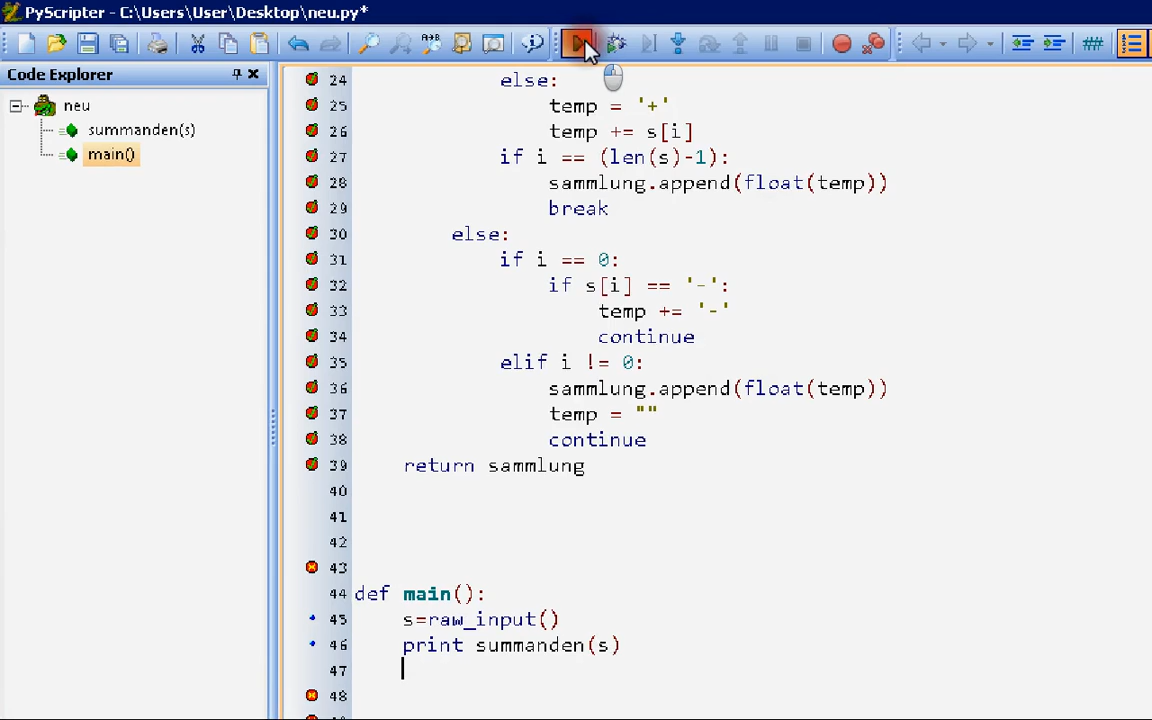 PyScripter - C:\Users\User\Desktop\neu.py*
Code Explorer
neu
summanden(s)
main()
24 else:
25 temp = '+'
26 temp += s[i]
27 if i == (len(s)-1):
28 sammlung.append(float(temp))
29 break
30 else:
31 if i == 0:
32 if s[i] == '-':
33 temp += '-'
34 continue
35 elif i != 0:
36 sammlung.append(float(temp))
37 temp = ""
38 continue
39 return sammlung
40
41
42
43
44 def main():
45 s=raw_input()
46 print summanden(s)
47
48